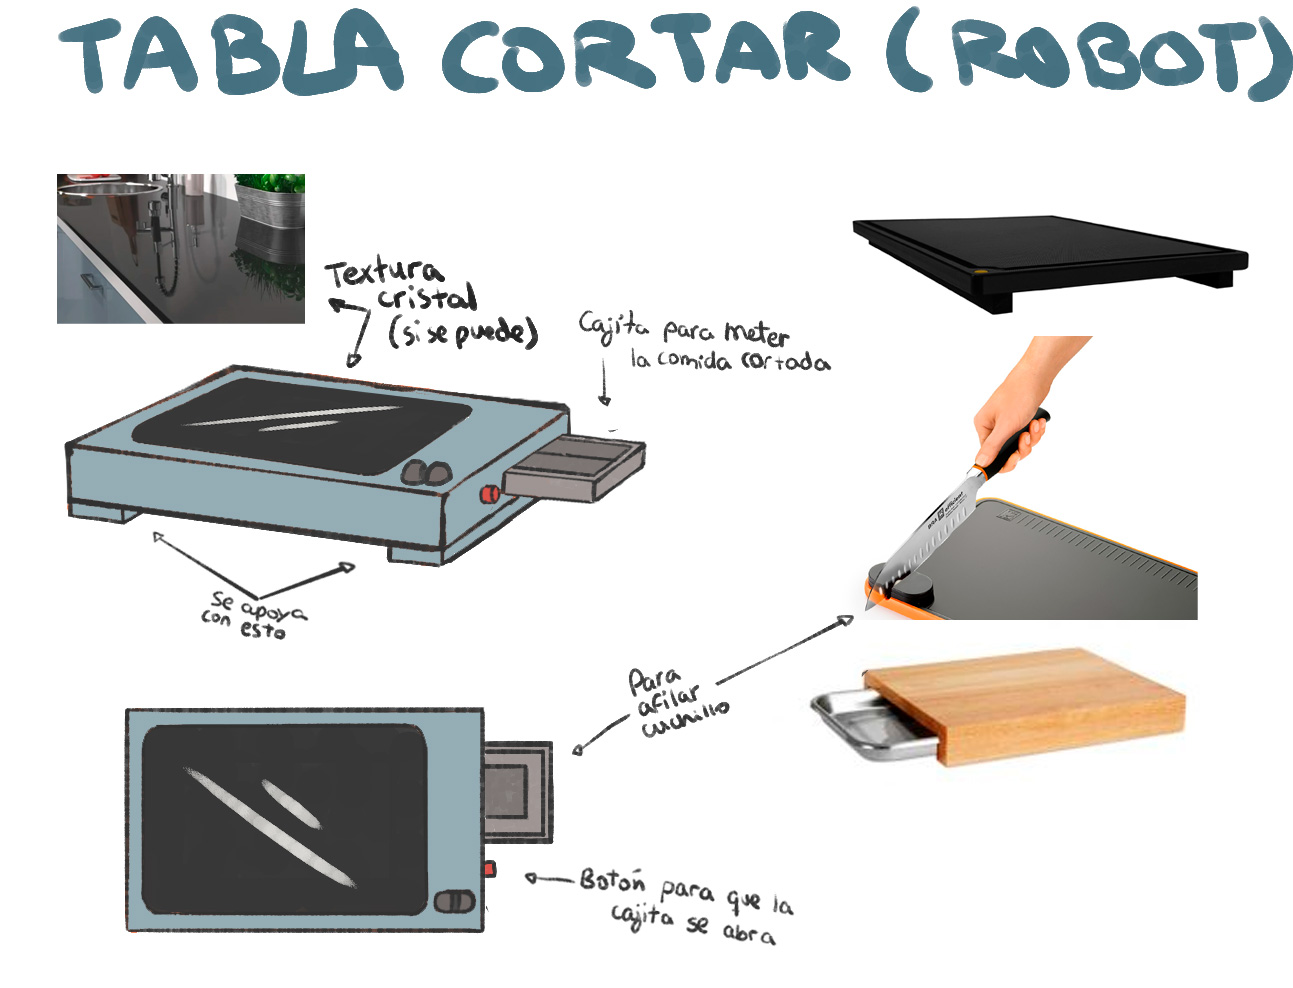 TABLA CORTAR (ROBOT)
Textura
cristal
(si se puede)
Cajita para meter
la comida cortada
Se apoya
con esto
Para
afilar
cuchillo
Botón para que la
cajita se abra